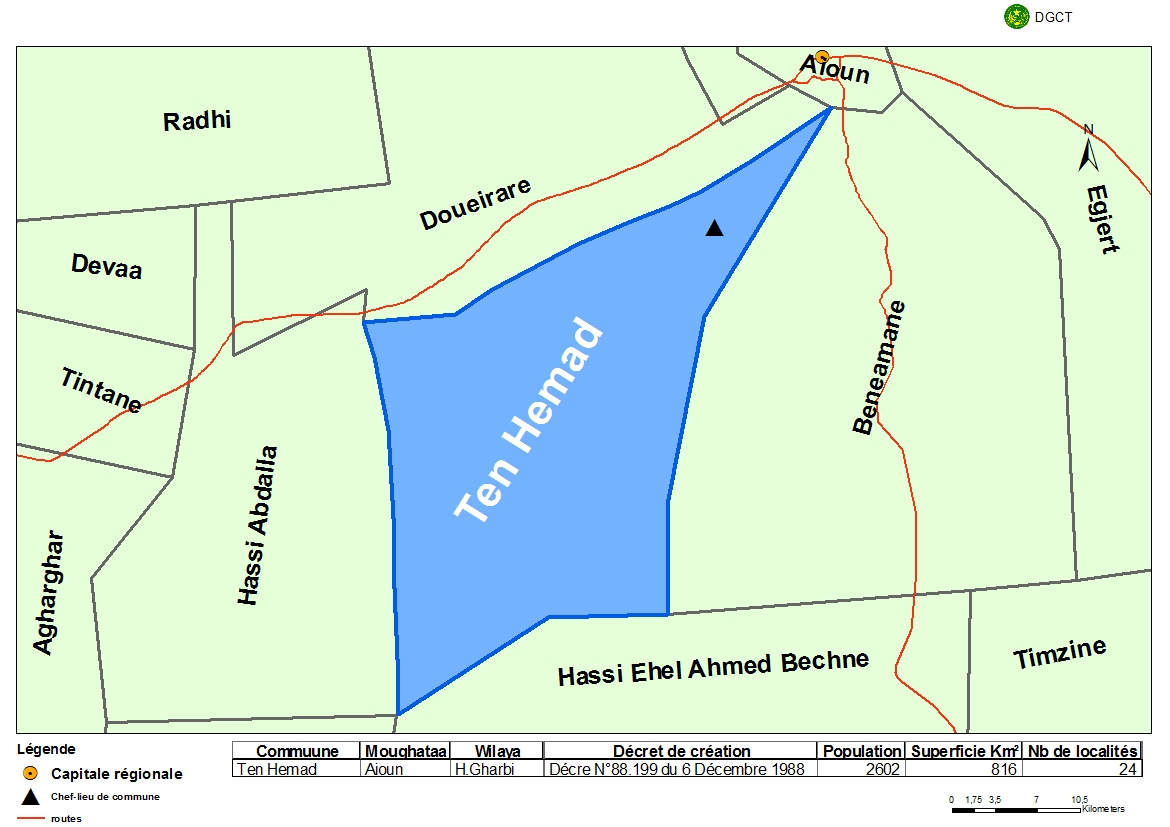 DGCT
Aioun
Radhi
N
Doueirare
Egjert
Devaa
Tintane
Ten Hemad
Beneamane
Hassi Abdalla
Agharghar
Hassi Ehel Ahmed Bechne
Timzine
Légende
Capitale régionale
Chef-lieu de commune
routes
Commuune Moughataa Wilaya Décret de création Population Superficie Km² Nb de localités
Ten Hemad Aioun H.Gharbi Décre N°88.199 du 6 Décembre 1988 2602 816 24
0 1,75 3,5 7 10,5
Kilometers